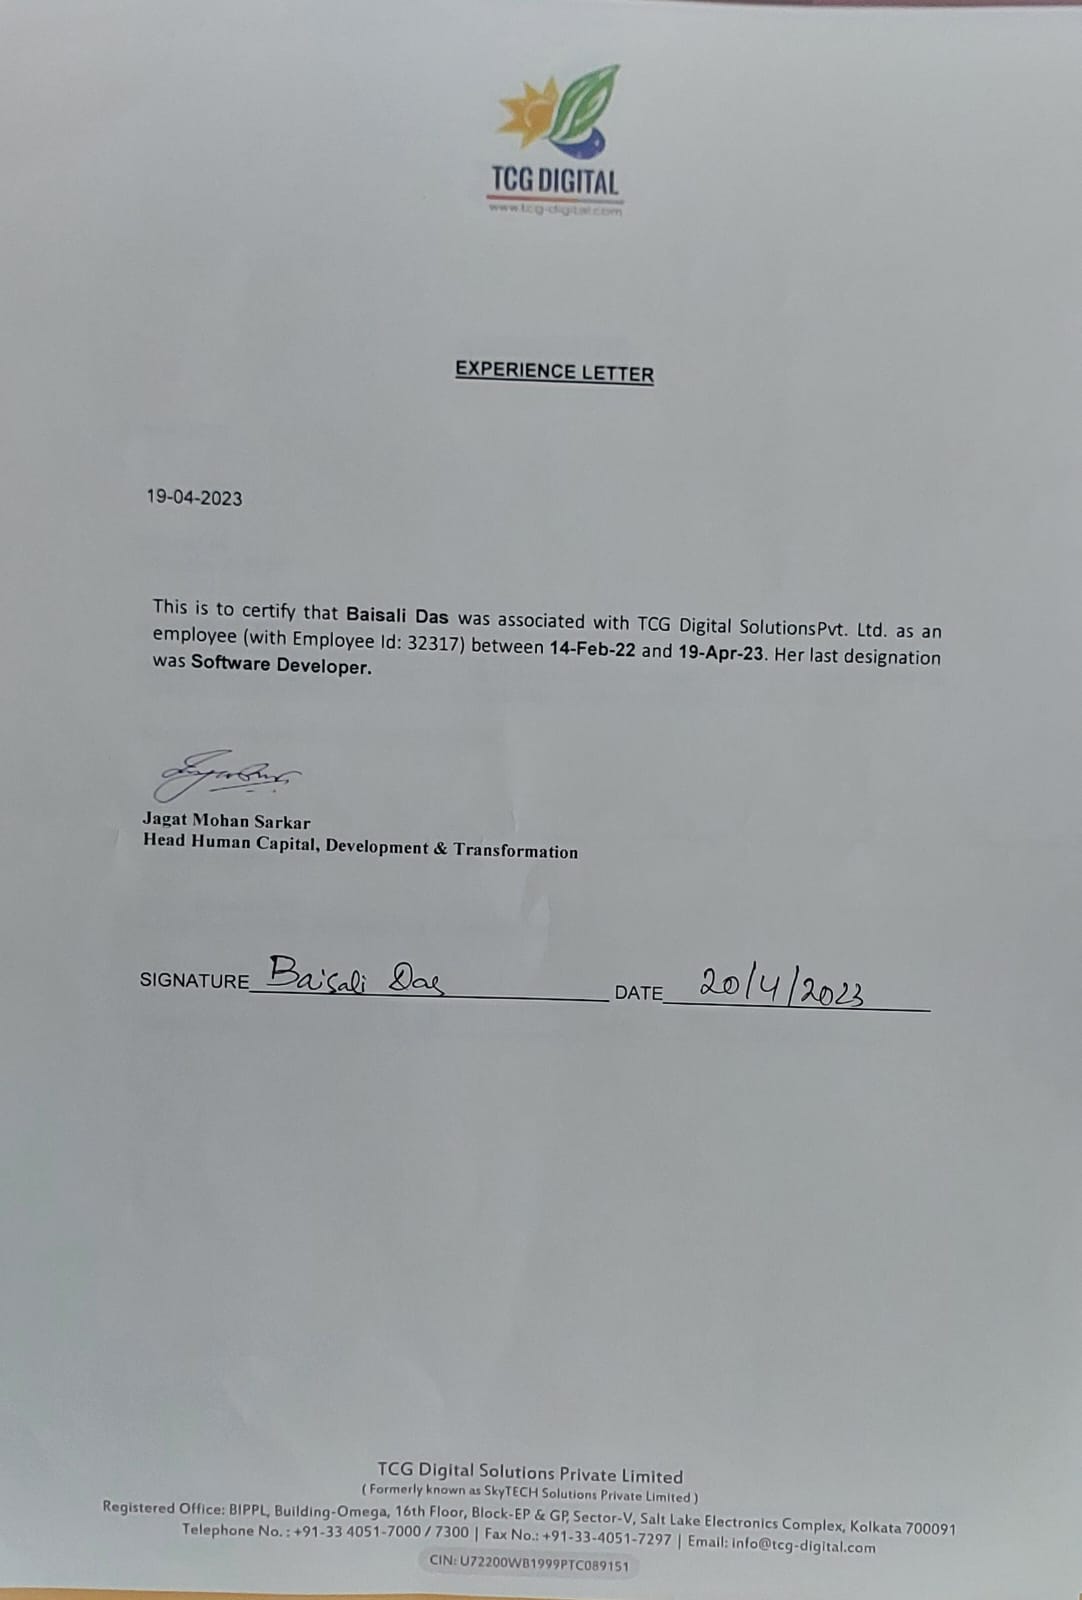 TCG DIGITAL
www.tcg-digital.com
EXPERIENCE LETTER
19-04-2023
This is to certify that Baisali Das was associated with TCG Digital SolutionsPvt. Ltd. as an
employee (with Employee Id: 32317) between 14-Feb-22 and 19-Apr-23. Her last designation
was Software Developer.
Jagat Mohan Sarkar
Head Human Capital, Development & Transformation
SIGNATURE Baisali Das DATE 20/4/2023
TCG Digital Solutions Private Limited
( Formerly known as SkyTECH Solutions Private Limited )
Registered Office: BIPPL, Building-Omega, 16th Floor, Block-EP & GP, Sector-V, Salt Lake Electronics Complex, Kolkata 700091
Telephone No. : +91-33 4051-7000 / 7300 | Fax No.: +91-33-4051-7297 | Email: info@tcg-digital.com
CIN: U72200WB1999PTC089151